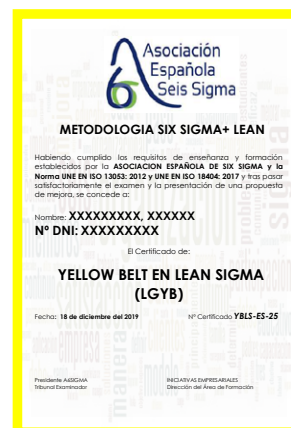 Asociación
Española
Seis Sigma
METODOLOGIA SIX SIGMA+ LEAN
Habiendo cumplido los requisitos de enseñanza y formación
establecidos por la ASOCIACION ESPAÑOLA DE SIX SIGMA y la
Norma UNE EN ISO 13053: 2012 y UNE EN ISO 18404: 2017 y tras pasar
satisfactoriamente el examen y la presentación de una propuesta
de mejora, se concede a:
Nombre: XXXXXXXXX, XXXXXX
Nº DNI: XXXXXXXXX
El Certificado de:
YELLOW BELT EN LEAN SIGMA
(LGYB)
Fecha: 18 de diciembre del 2019 Nº Certificado YBLS-ES-25
Presidente A6SIGMA INICIATIVAS EMPRESARIALES
Tribunal Examinador Dirección del Área de Formación